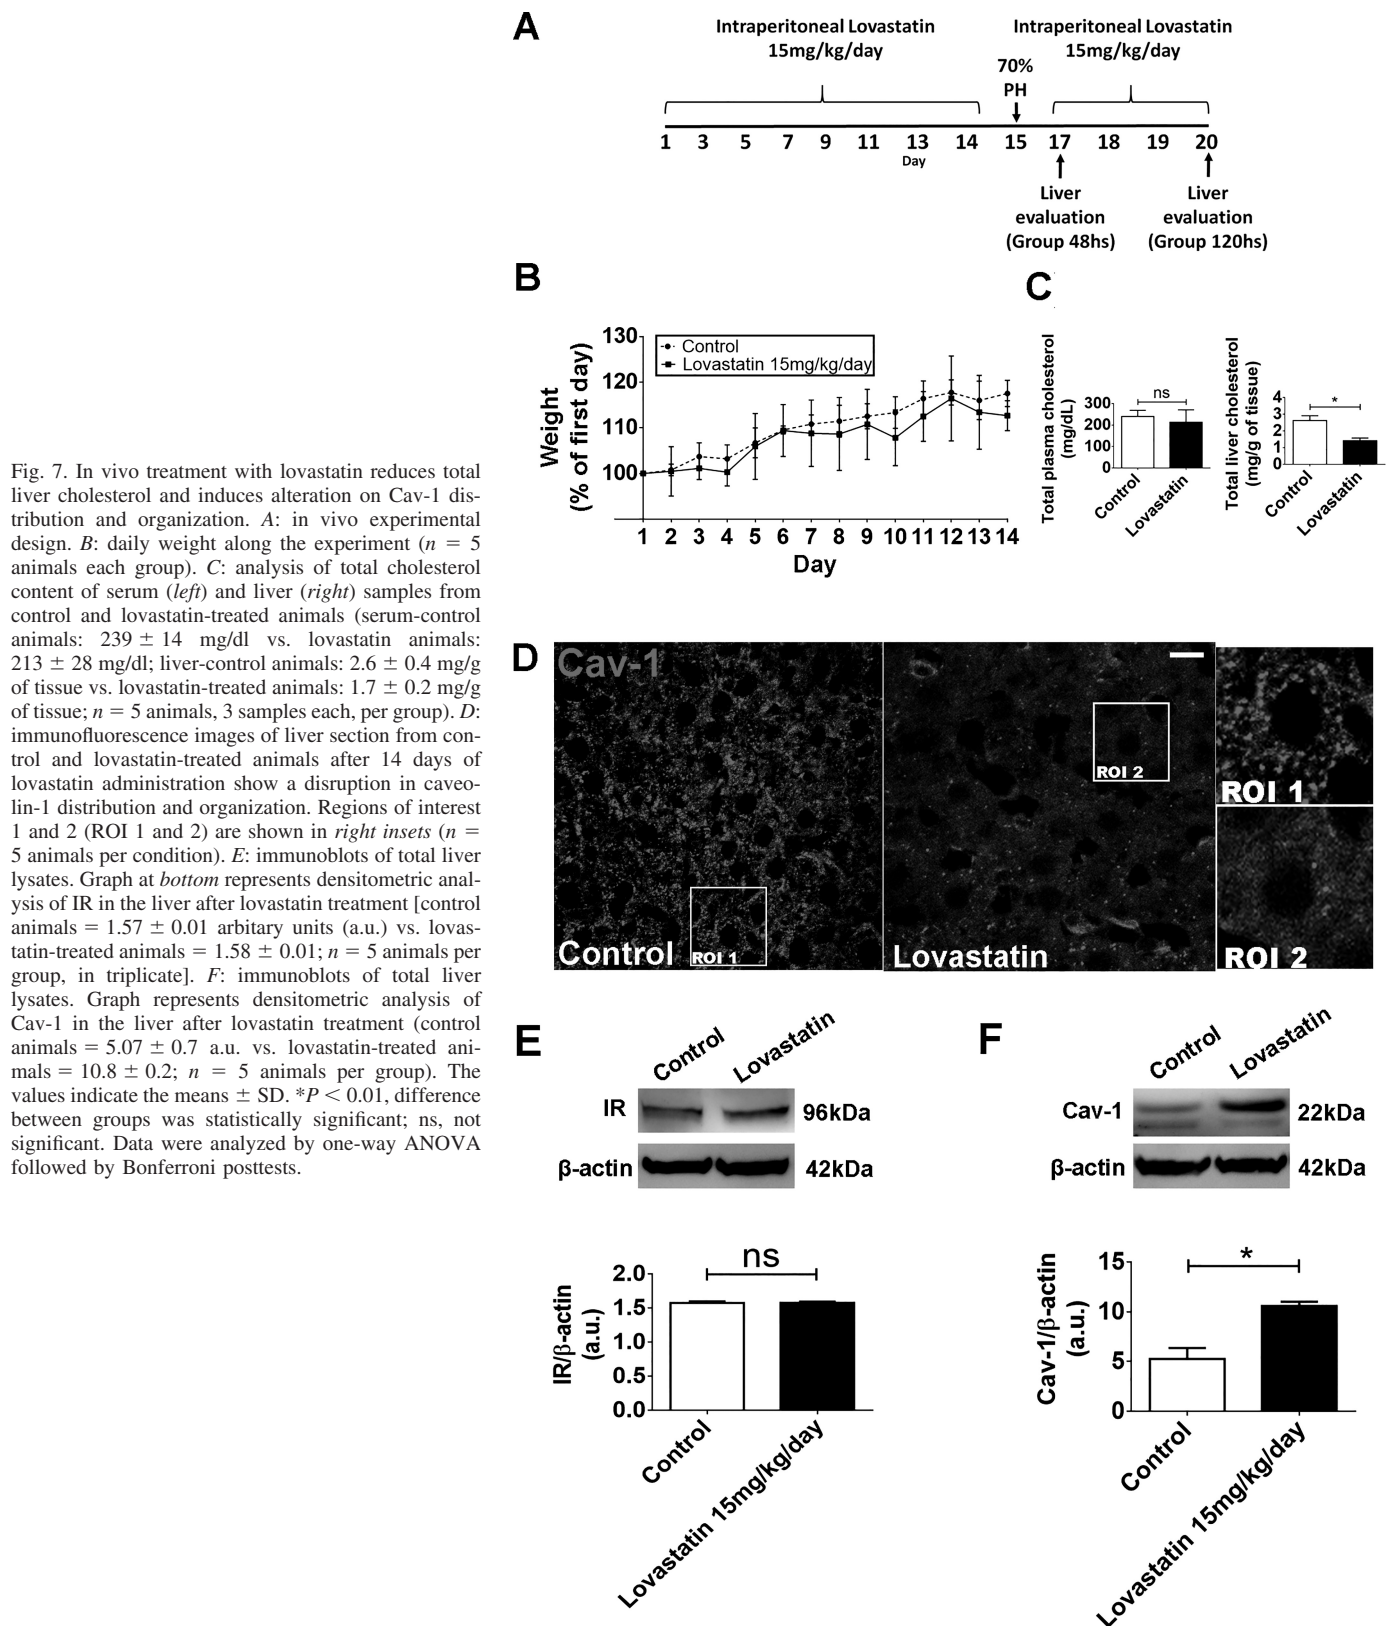 Fig. 7. In vivo treatment with lovastatin reduces total
liver cholesterol and induces alteration on Cav-1 dis-
tribution and organization. A: in vivo experimental
design. B: daily weight along the experiment (n = 5
animals each group). C: analysis of total cholesterol
content of serum (left) and liver (right) samples from
control and lovastatin-treated animals (serum-control
animals: 239 ± 14 mg/dl vs. lovastatin animals:
213 ± 28 mg/dl; liver-control animals: 2.6 ± 0.4 mg/g
of tissue vs. lovastatin-treated animals: 1.7 ± 0.2 mg/g
of tissue; n = 5 animals, 3 samples each, per group). D:
immunofluorescence images of liver section from con-
trol and lovastatin-treated animals after 14 days of
lovastatin administration show a disruption in caveo-
lin-1 distribution and organization. Regions of interest
1 and 2 (ROI 1 and 2) are shown in right insets (n =
5 animals per condition). E: immunoblots of total liver
lysates. Graph at bottom represents densitometric anal-
ysis of IR in the liver after lovastatin treatment [control
animals = 1.57 ± 0.01 arbitary units (a.u.) vs. lovas-
tatin-treated animals = 1.58 ± 0.01; n = 5 animals per
group, in triplicate]. F: immunoblots of total liver
lysates. Graph represents densitometric analysis of
Cav-1 in the liver after lovastatin treatment (control
animals = 5.07 ± 0.7 a.u. vs. lovastatin-treated ani-
mals = 10.8 ± 0.2; n = 5 animals per group). The
values indicate the means ± SD. *P < 0.01, difference
between groups was statistically significant; ns, not
significant. Data were analyzed by one-way ANOVA
followed by Bonferroni posttests.
A
Intraperitoneal Lovastatin
15mg/kg/day
Intraperitoneal Lovastatin
15mg/kg/day
70%
PH
1 3 5 7 9 11 13 14 15 17 18 19 20
Day
Liver
evaluation
(Group 48hs)
Liver
evaluation
(Group 120hs)
B
Weight
(% of first day)
130
120
110
100
Control
Lovastatin 15mg/kg/day
1 2 3 4 5 6 7 8 9 10 11 12 13 14
Day
C
Total plasma cholesterol
(mg/dL)
300
200
100
0
ns
Control
Lovastatin
Total liver cholesterol
(mg/g of tissue)
4
3
2
1
0
*
Control
Lovastatin
D
Cav-1
Control
ROI 1
Lovastatin
ROI 2
ROI 1
ROI 2
E
Control
Lovastatin
IR
96kDa
β-actin
42kDa
IR/β-actin
(a.u.)
2.0
1.5
1.0
0.5
0.0
ns
Control
Lovastatin 15mg/kg/day
F
Control
Lovastatin
Cav-1
22kDa
β-actin
42kDa
Cav-1/β-actin
(a.u.)
15
10
5
0
*
Control
Lovastatin 15mg/kg/day